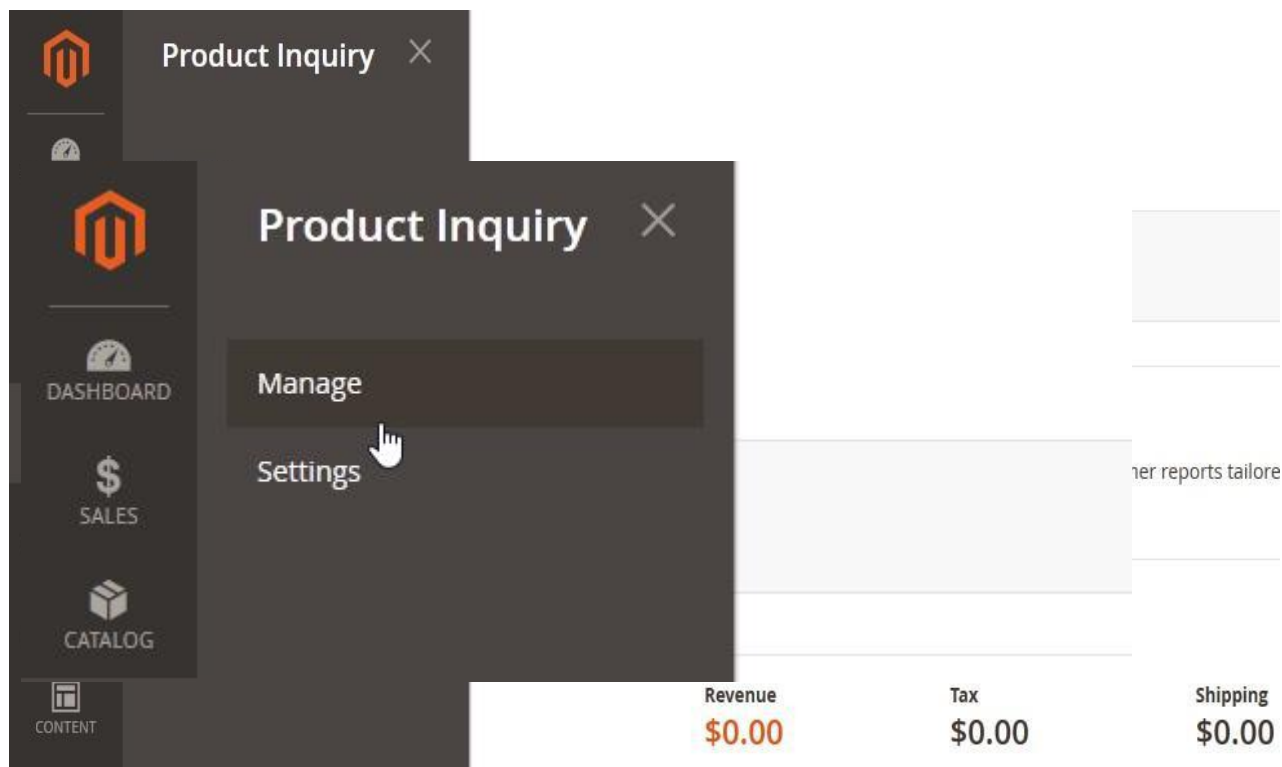 Product Inquiry
Product Inquiry
DASHBOARD
Manage
Settings
SALES
CATALOG
CONTENT
her reports tailore
Revenue
$0.00
Tax
$0.00
Shipping
$0.00